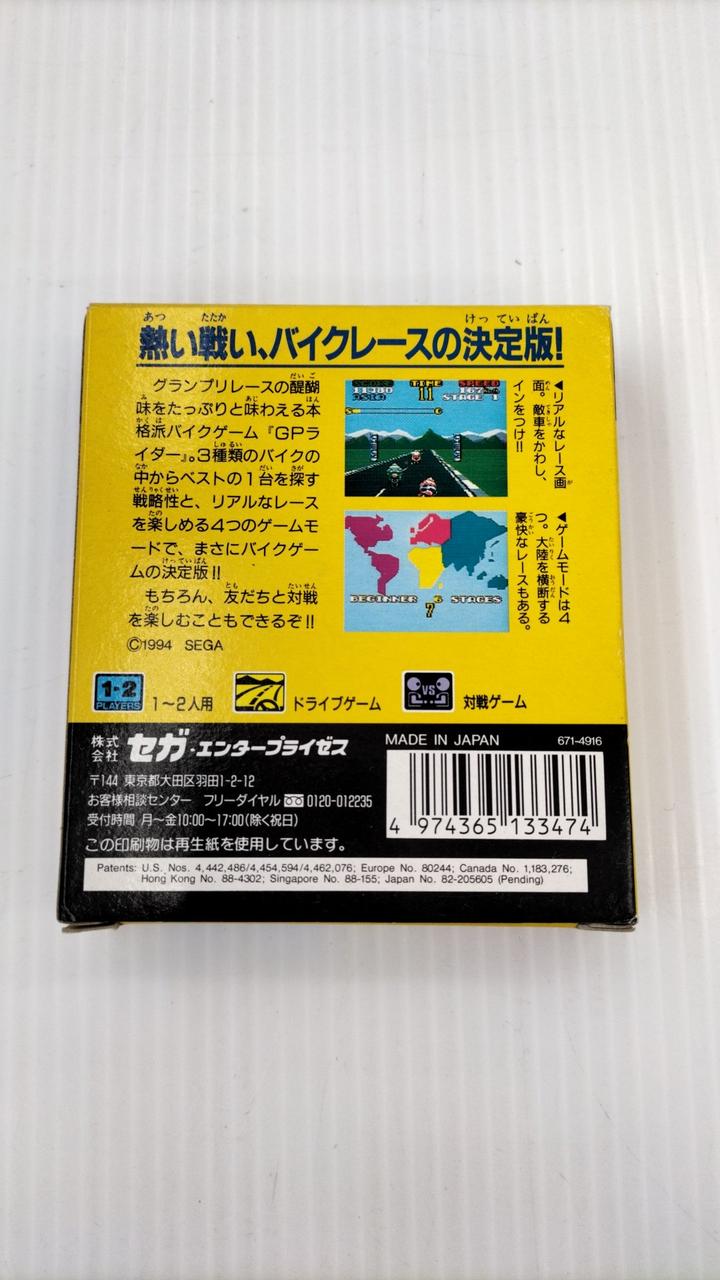 熱い戦い、バイクレースの決定版!
グランプリレースの醍醐
味をたっぷりと味わえる本
格派バイクゲーム『GPラ
イダー』。3種類のバイクの
中からベストの1台を探す
戦略性と、リアルなレース
を楽しめる4つのゲームモ
ードで、まさにバイクゲー
ムの決定版!!
もちろん、友だちと対戦
を楽しむこともできるぞ!!
©1994 SEGA
TIME
SPEED
11
STAGE 1
◀リアルなレース画
面。敵車をかわし、
インをつけ!!
BEGINNER 6 STAGES
7
◀ゲームモードは4
つ。大陸を横断する
豪快なレースもある。
1-2
PLAYERS
1〜2人用
ドライブゲーム
VS
対戦ゲーム
株式会社 セガ・エンタープライゼス
〒144 東京都大田区羽田1-2-12
お客様相談センター フリーダイヤル 0120-012235
受付時間 月〜金10:00〜17:00(除く祝日)
この印刷物は再生紙を使用しています。
MADE IN JAPAN 671-4916
4 974365 133474
Patents: U.S. Nos. 4,442,486/4,454,594/4,462,076; Europe No. 80244; Canada No. 1,183,276;
Hong Kong No. 88-4302; Singapore No. 88-155; Japan No. 82-205605 (Pending)